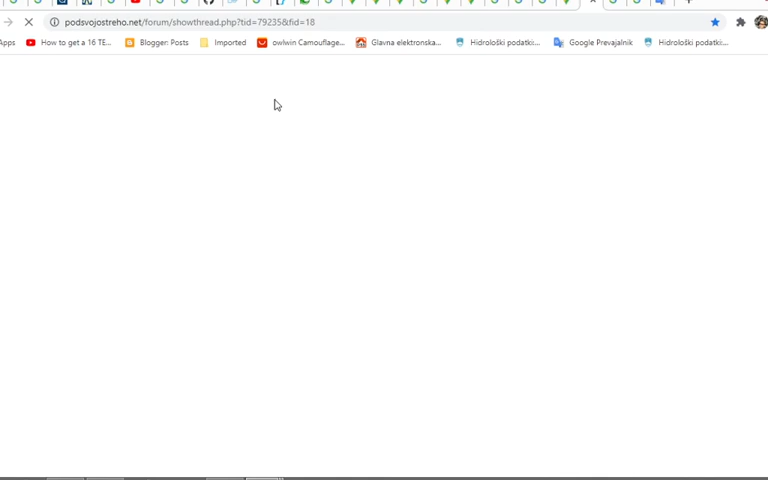 podsvojostreho.net/forum/showthread.php?tid=79235&fid=18
Apps How to get a 16 TE... Blogger: Posts Imported owlwin Camouflage... Glavna elektronska... Hidrološki podatki:... Google Prevajalnik Hidrološki podatki:...